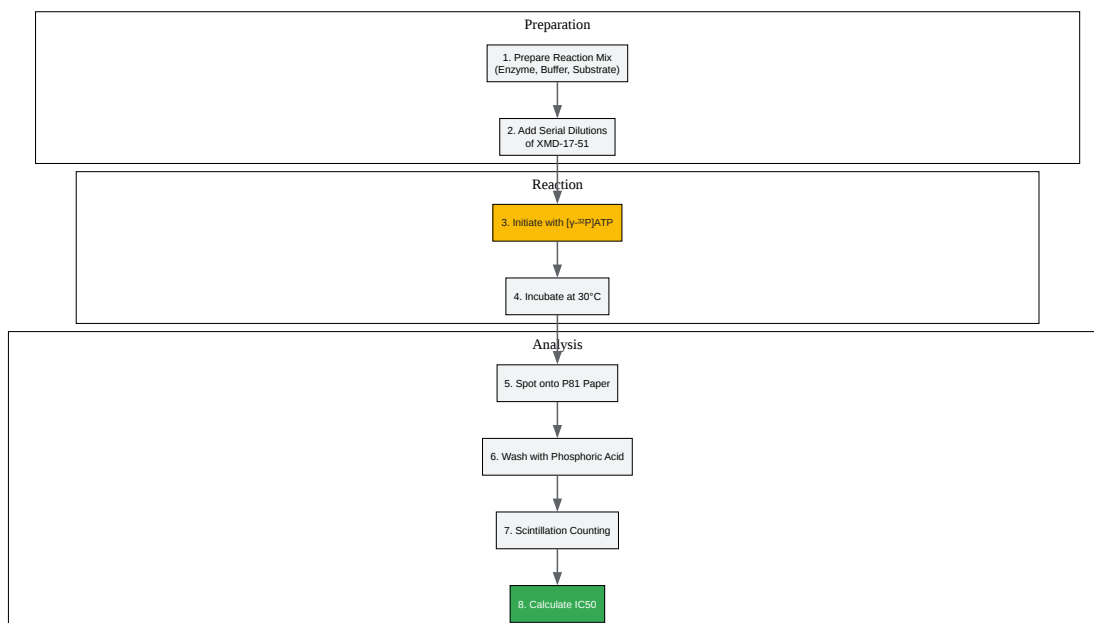 Preparation
1. Prepare Reaction Mix
(Enzyme, Buffer, Substrate)
2. Add Serial Dilutions
of XMD-17-51
Reaction
3. Initiate with [γ-³²P]ATP
4. Incubate at 30°C
Analysis
5. Spot onto P81 Paper
6. Wash with Phosphoric Acid
7. Scintillation Counting
8. Calculate IC50